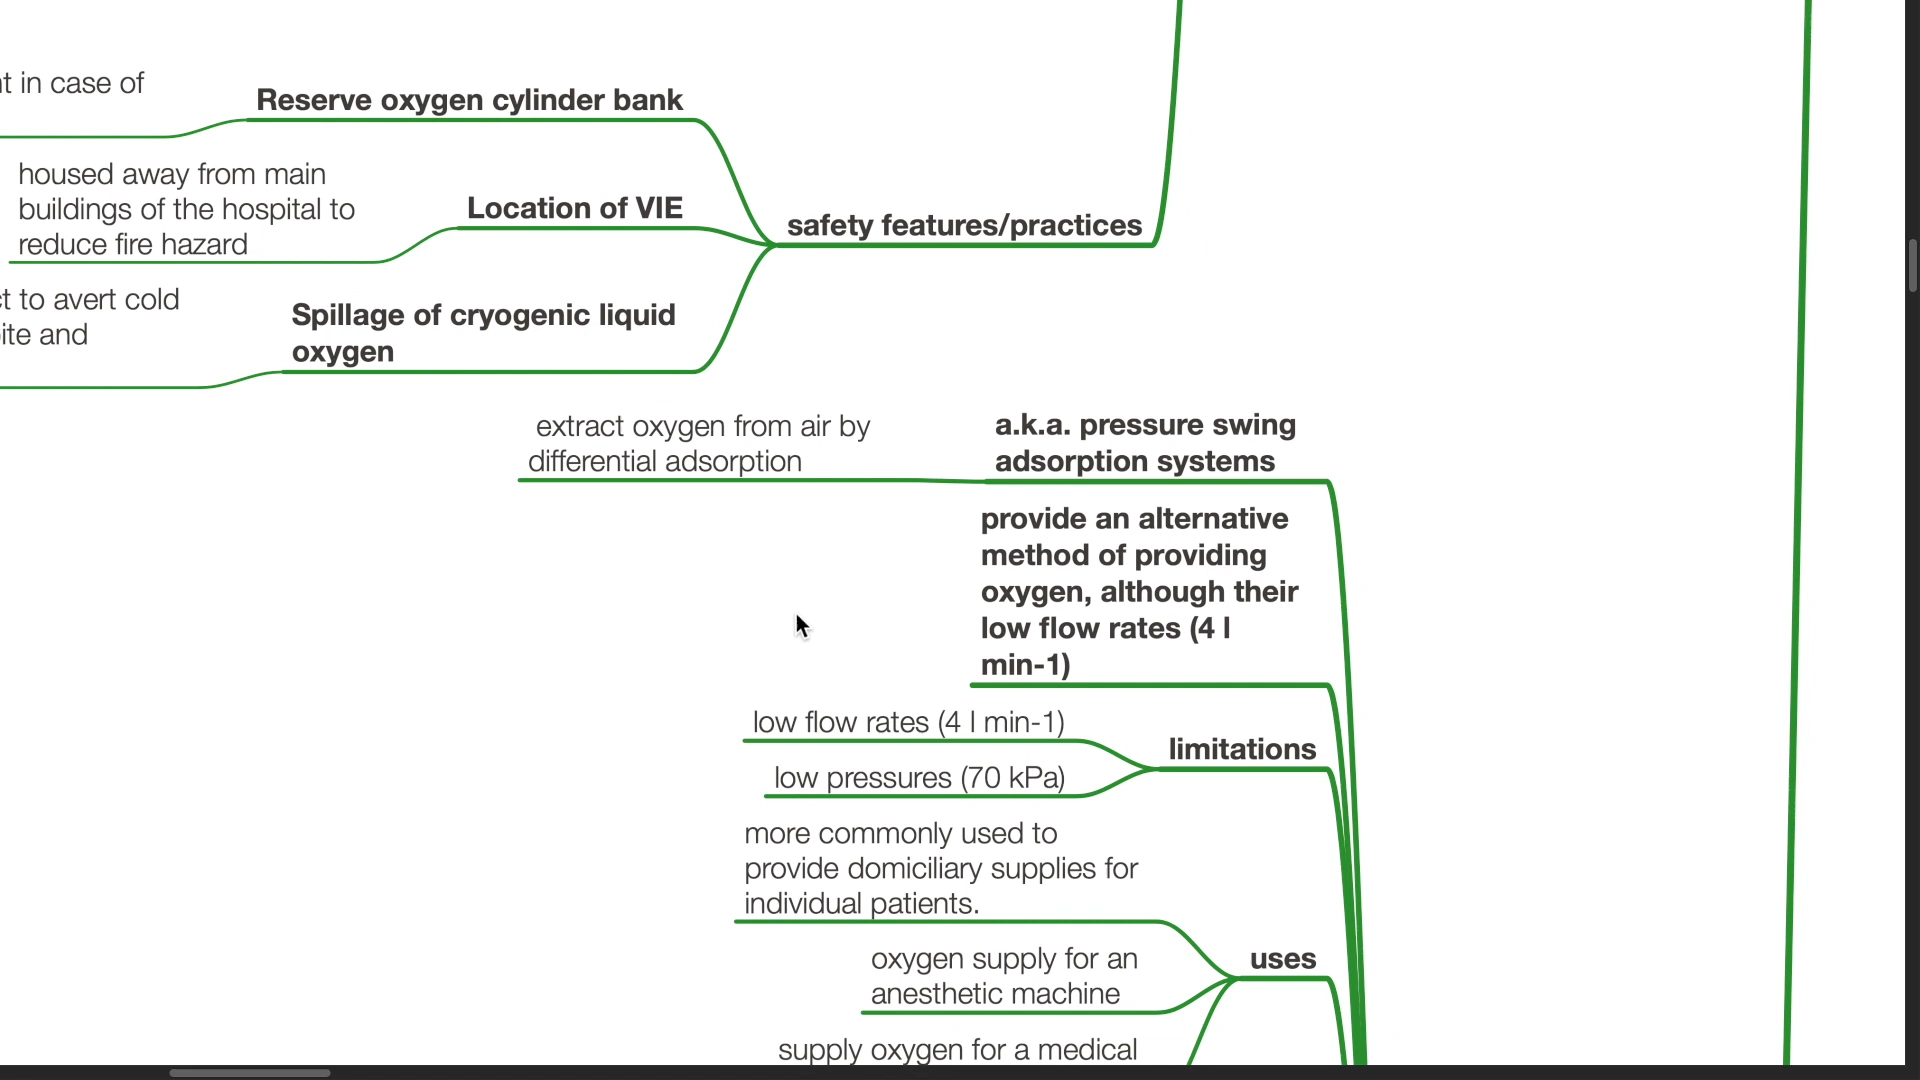 t in case of
Reserve oxygen cylinder bank
housed away from main
buildings of the hospital to
reduce fire hazard
Location of VIE
safety features/practices
t to avert cold
ite and
Spillage of cryogenic liquid
oxygen
extract oxygen from air by
differential adsorption
a.k.a. pressure swing
adsorption systems
provide an alternative
method of providing
oxygen, although their
low flow rates (4 l
min-1)
low flow rates (4 l min-1)
low pressures (70 kPa)
limitations
more commonly used to
provide domiciliary supplies for
individual patients.
oxygen supply for an
anesthetic machine
uses
supply oxygen for a medical